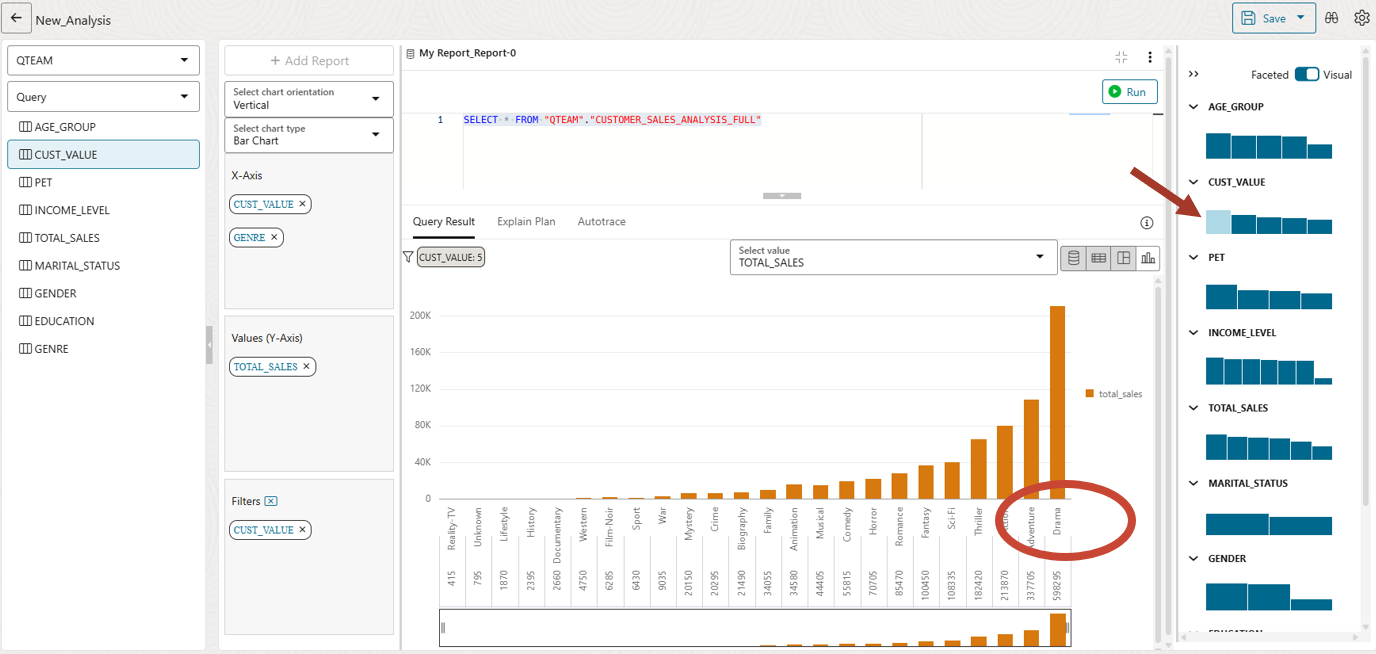 New_Analysis
Save
QTEAM
Query
AGE_GROUP
CUST_VALUE
PET
INCOME_LEVEL
TOTAL_SALES
MARITAL_STATUS
GENDER
EDUCATION
GENRE
+ Add Report
Select chart orientation
Vertical
Select chart type
Bar Chart
X-Axis
CUST_VALUE ×
GENRE ×
Values (Y-Axis)
TOTAL_SALES ×
Filters
CUST_VALUE ×
My Report_Report-0
Run
1 SELECT * FROM "QTEAM"."CUSTOMER_SALES_ANALYSIS_FULL"
Query Result Explain Plan Autotrace
CUST_VALUE: 5
Select value
TOTAL_SALES
200K
160K
120K
80K
40K
0
total_sales
Reality-TV
Unknown
Lifestyle
History
Documentary
Western
Film-Noir
Sport
War
Mystery
Crime
Biography
Family
Animation
Musical
Comedy
Horror
Romance
Fantasy
Sci-Fi
Thriller
Adventure
Drama
415
795
1870
2395
2660
4750
6285
6430
9035
20150
20295
21490
34055
34580
44405
55815
70705
85470
100450
108335
182420
213870
337705
598295
Faceted Visual
AGE_GROUP
CUST_VALUE
PET
INCOME_LEVEL
TOTAL_SALES
MARITAL_STATUS
GENDER